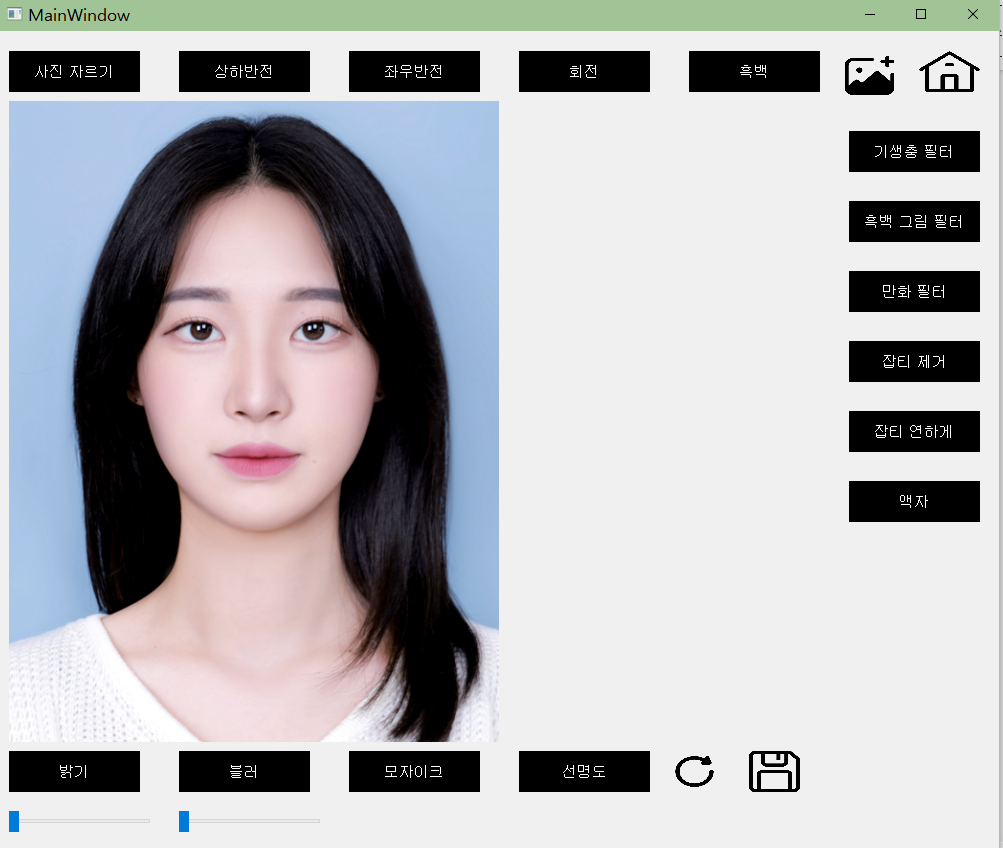 MainWindow
사진 자르기
상하반전
좌우반전
회전
흑백
기생충 필터
흑백 그림 필터
만화 필터
잡티 제거
잡티 연하게
액자
밝기
블러
모자이크
선명도